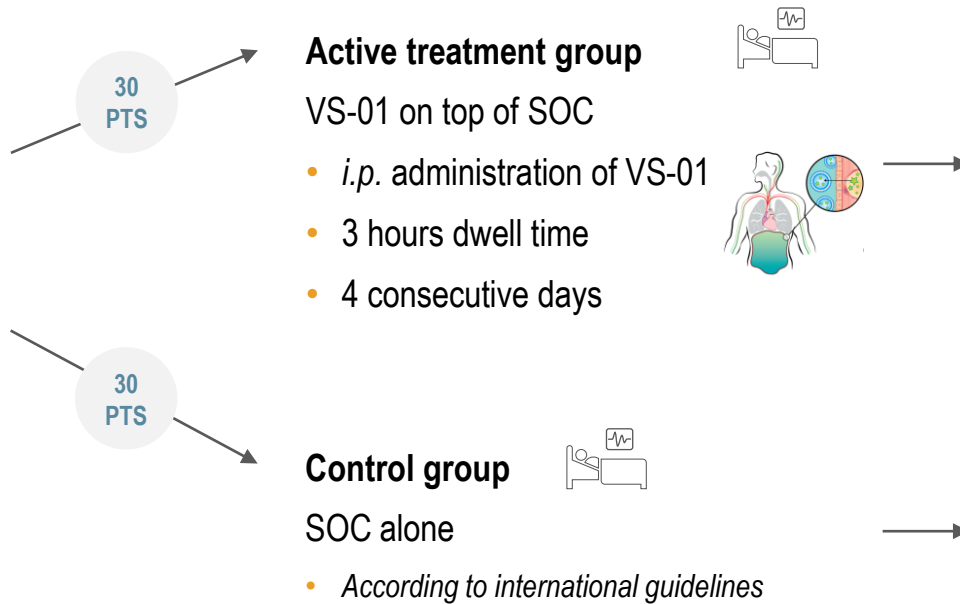 30
PTS
Active treatment group
VS-01 on top of SOC
• i.p. administration of VS-01
• 3 hours dwell time
• 4 consecutive days
30
PTS
Control group
SOC alone
• According to international guidelines